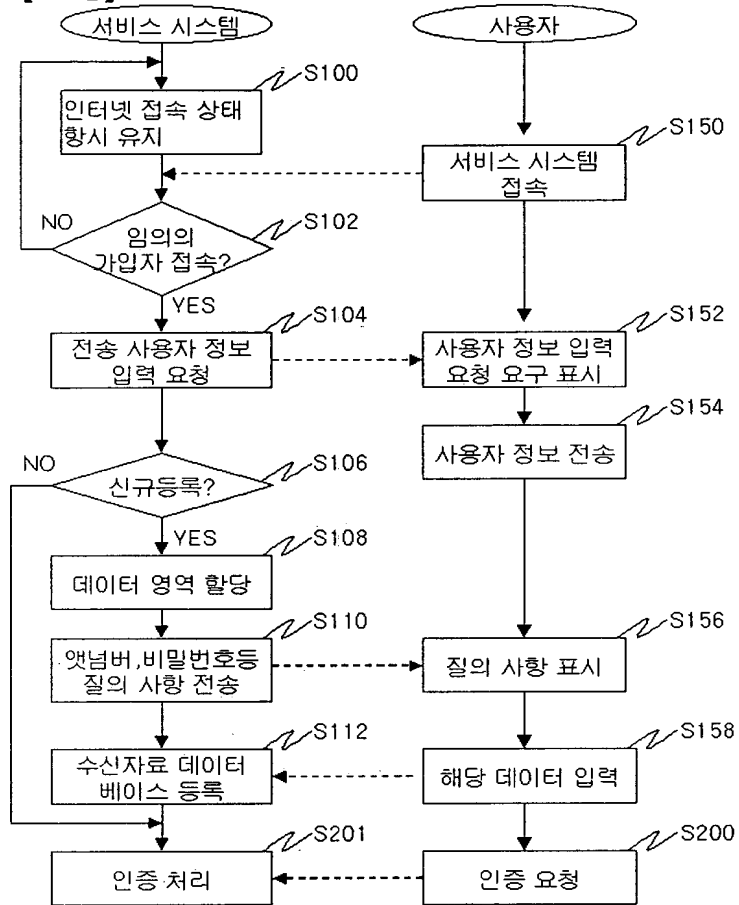 서비스 시스템
사용자
S100
인터넷 접속 상태
항시 유지
S150
서비스 시스템
접속
S102
NO
임의의
가입자 접속?
YES
S104
전송 사용자 정보
입력 요청
S152
사용자 정보 입력
요청 요구 표시
S154
사용자 정보 전송
NO
S106
신규등록?
YES
S108
데이터 영역 할당
S110
앳넘버,비밀번호등
질의 사항 전송
S156
질의 사항 표시
S112
수신자료 데이터
베이스 등록
S158
해당 데이터 입력
S201
인증 처리
S200
인증 요청